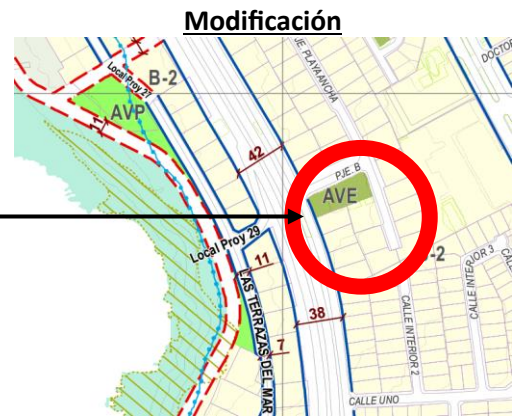 Modificación
Local Proy 27
B-2
AVP
11
42
PJE. PLAYA ANCHA
DOCTOR
PJE. B
AVE
Local Proy 29
11
-2
LAS TERRAZAS DEL MAR
38
7
CALLE INTERIOR 3
CALLE INTERIOR 2
CALLE UNO